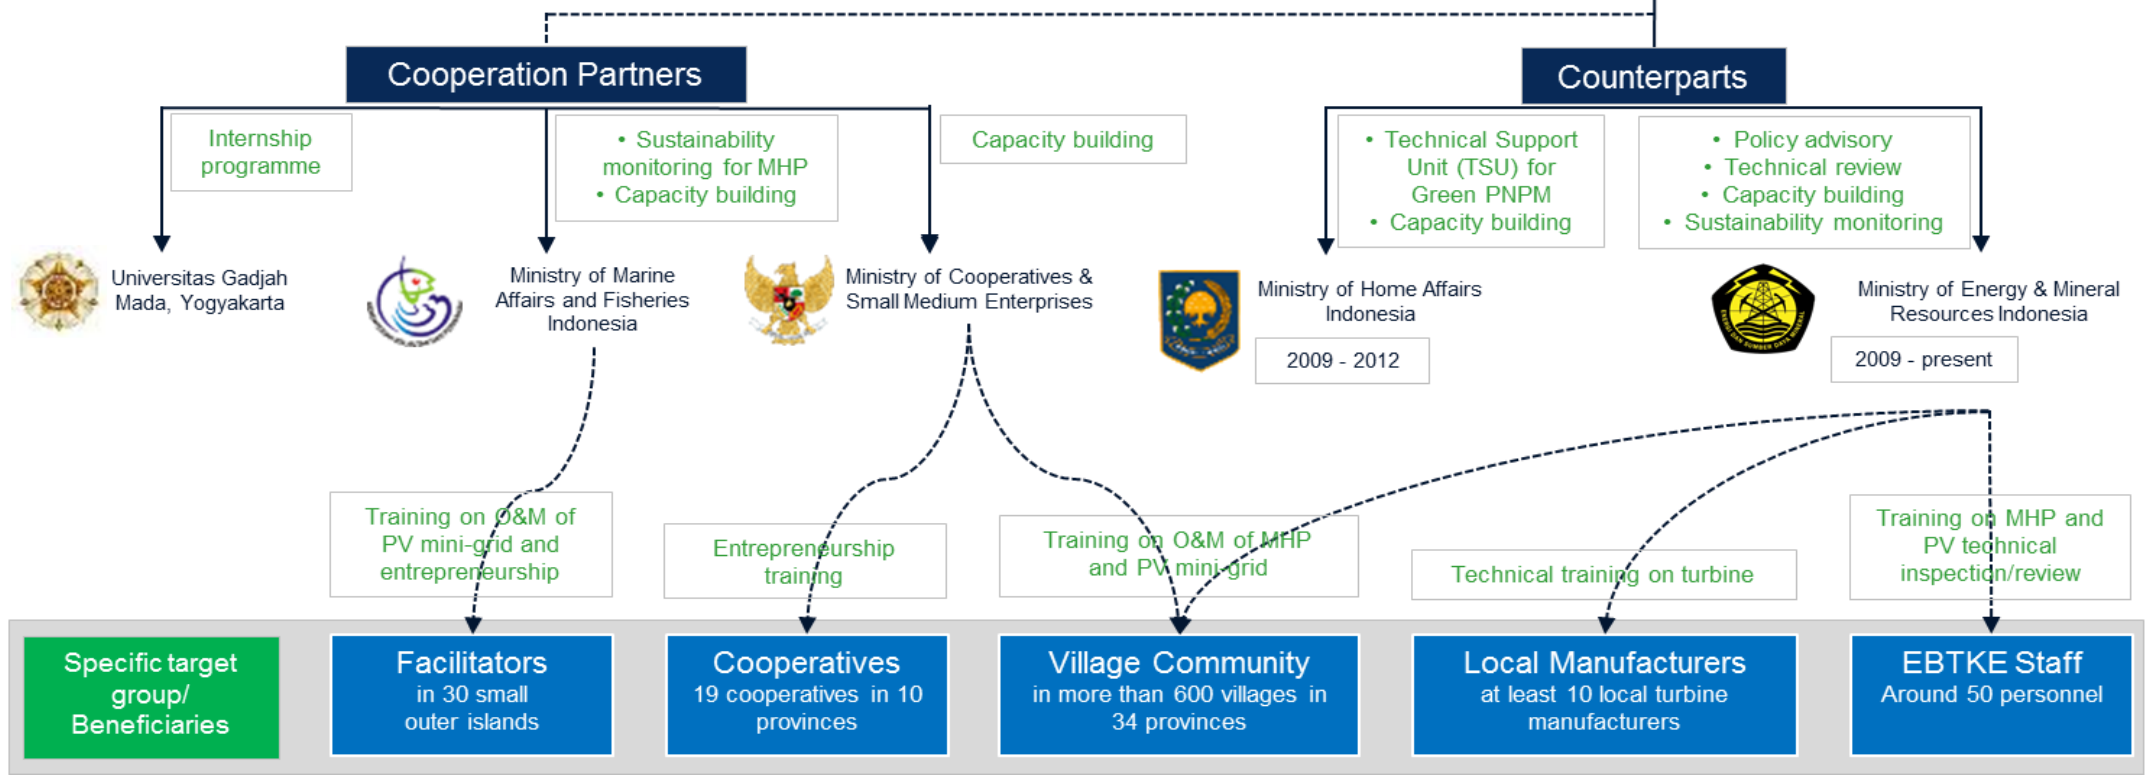 Cooperation Partners
Counterparts
Internship
programme
• Sustainability
monitoring for MHP
• Capacity building
Capacity building
• Technical Support
Unit (TSU) for
Green PNPM
• Capacity building
• Policy advisory
• Technical review
• Capacity building
• Sustainability monitoring
Universitas Gadjah
Mada, Yogyakarta
Ministry of Marine
Affairs and Fisheries
Indonesia
Ministry of Cooperatives &
Small Medium Enterprises
Ministry of Home Affairs
Indonesia
2009 - 2012
ENERGI DAN SUMBER DAYA MINERAL
Ministry of Energy & Mineral
Resources Indonesia
2009 - present
Training on O&M of
PV mini-grid and
entrepreneurship
Entrepreneurship
training
Training on O&M of MHP
and PV mini-grid
Technical training on turbine
Training on MHP and
PV technical
inspection/review
Specific target
group/
Beneficiaries
Facilitators
in 30 small
outer islands
Cooperatives
19 cooperatives in 10
provinces
Village Community
in more than 600 villages in
34 provinces
Local Manufacturers
at least 10 local turbine
manufacturers
EBTKE Staff
Around 50 personnel